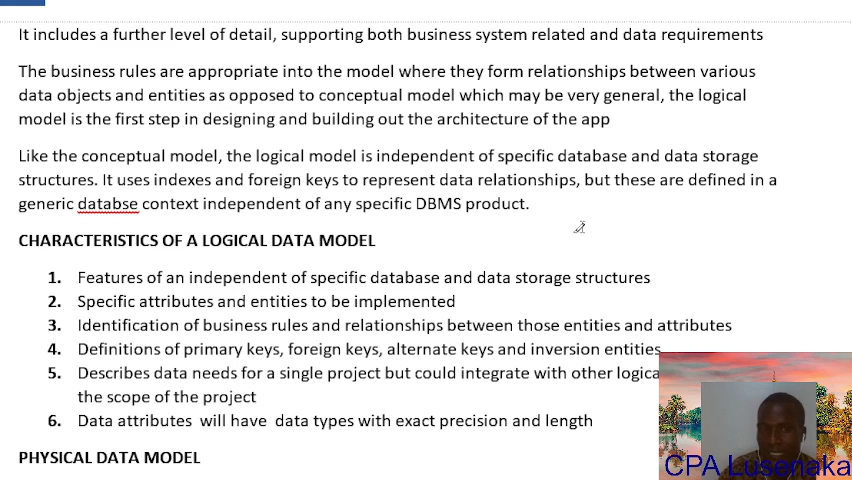 It includes a further level of detail, supporting both business system related and data requirements
The business rules are appropriate into the model where they form relationships between various
data objects and entities as opposed to conceptual model which may be very general, the logical
model is the first step in designing and building out the architecture of the app
Like the conceptual model, the logical model is independent of specific database and data storage
structures. It uses indexes and foreign keys to represent data relationships, but these are defined in a
generic databse context independent of any specific DBMS product.
CHARACTERISTICS OF A LOGICAL DATA MODEL
1. Features of an independent of specific database and data storage structures
2. Specific attributes and entities to be implemented
3. Identification of business rules and relationships between those entities and attributes
4. Definitions of primary keys, foreign keys, alternate keys and inversion entities
5. Describes data needs for a single project but could integrate with other logica
the scope of the project
6. Data attributes will have data types with exact precision and length
PHYSICAL DATA MODEL
CPA Lusenaka